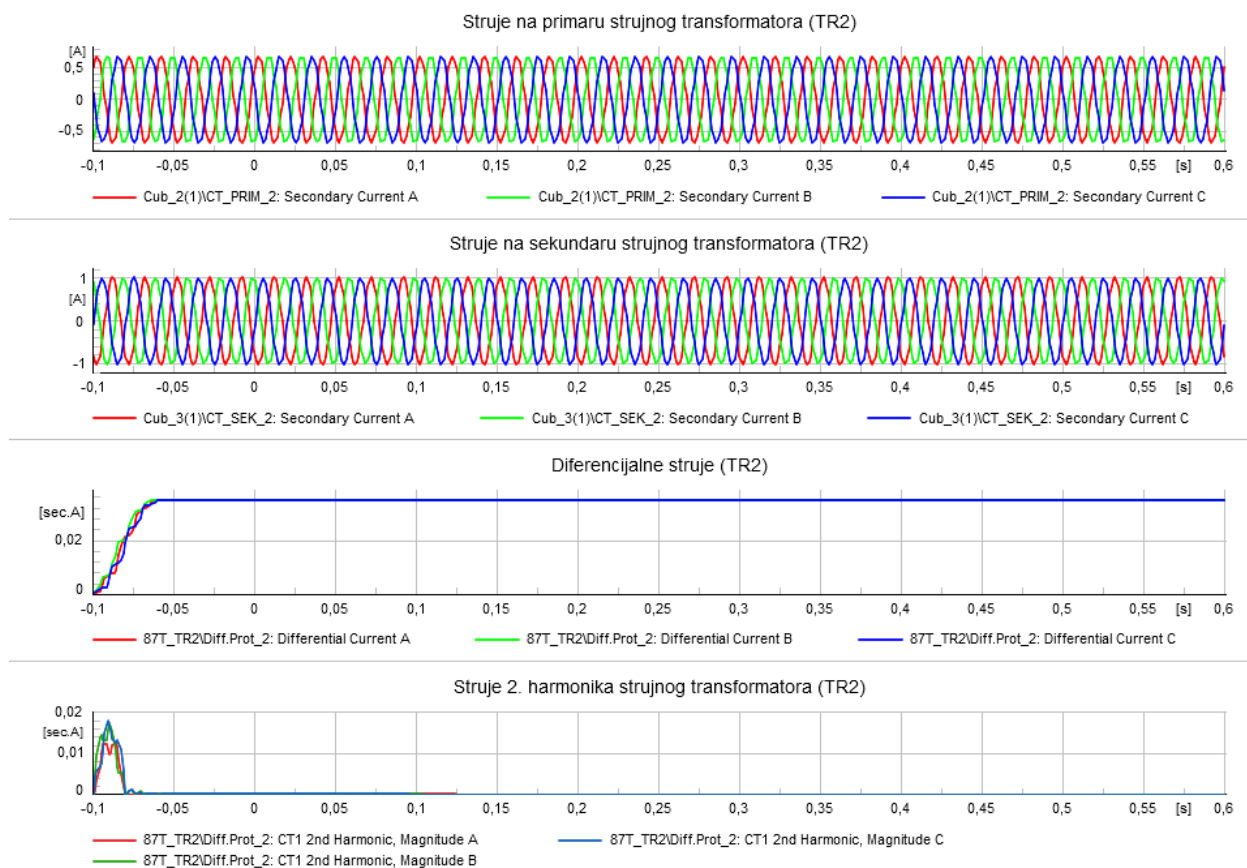 Struje na primaru strujnog transformatora (TR2)
[A]
0,5
0
-0,5
-0,1 -0,05 0 0,05 0,1 0,15 0,2 0,25 0,3 0,35 0,4 0,45 0,5 0,55 [s] 0,6
Cub_2(1)\CT_PRIM_2: Secondary Current A Cub_2(1)\CT_PRIM_2: Secondary Current B Cub_2(1)\CT_PRIM_2: Secondary Current C
Struje na sekundaru strujnog transformatora (TR2)
1
[A]
0
-1
-0,1 -0,05 0 0,05 0,1 0,15 0,2 0,25 0,3 0,35 0,4 0,45 0,5 0,55 [s] 0,6
Cub_3(1)\CT_SEK_2: Secondary Current A Cub_3(1)\CT_SEK_2: Secondary Current B Cub_3(1)\CT_SEK_2: Secondary Current C
Diferencijalne struje (TR2)
[sec.A]
0,02
0
-0,1 -0,05 0 0,05 0,1 0,15 0,2 0,25 0,3 0,35 0,4 0,45 0,5 0,55 [s] 0,6
87T_TR2\Diff.Prot_2: Differential Current A 87T_TR2\Diff.Prot_2: Differential Current B 87T_TR2\Diff.Prot_2: Differential Current C
Struje 2. harmonika strujnog transformatora (TR2)
0,02
[sec.A]
0,01
0
-0,1 -0,05 0 0,05 0,1 0,15 0,2 0,25 0,3 0,35 0,4 0,45 0,5 0,55 [s] 0,6
87T_TR2\Diff.Prot_2: CT1 2nd Harmonic, Magnitude A 87T_TR2\Diff.Prot_2: CT1 2nd Harmonic, Magnitude C
87T_TR2\Diff.Prot_2: CT1 2nd Harmonic, Magnitude B